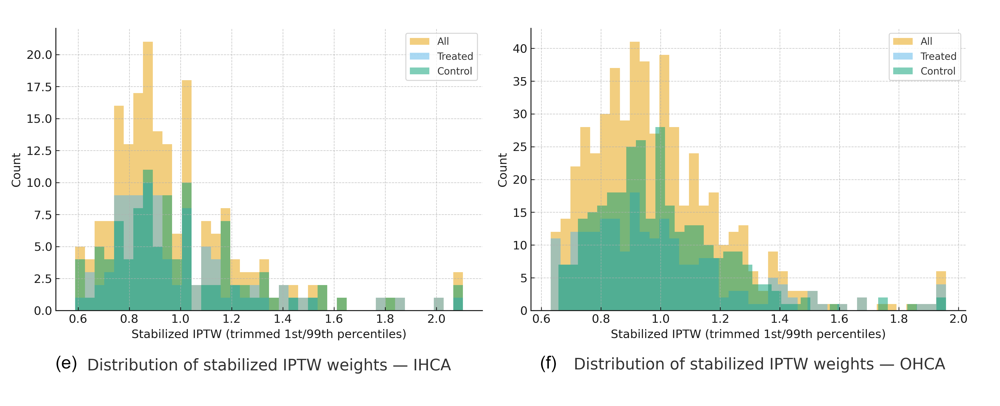 Count
20.0
17.5
15.0
12.5
10.0
7.5
5.0
2.5
0.0
All
Treated
Control
0.6 0.8 1.0 1.2 1.4 1.6 1.8 2.0
Stabilized IPTW (trimmed 1st/99th percentiles)
(e) Distribution of stabilized IPTW weights — IHCA
Count
40
35
30
25
20
15
10
5
0
All
Treated
Control
0.6 0.8 1.0 1.2 1.4 1.6 1.8 2.0
Stabilized IPTW (trimmed 1st/99th percentiles)
(f) Distribution of stabilized IPTW weights — OHCA